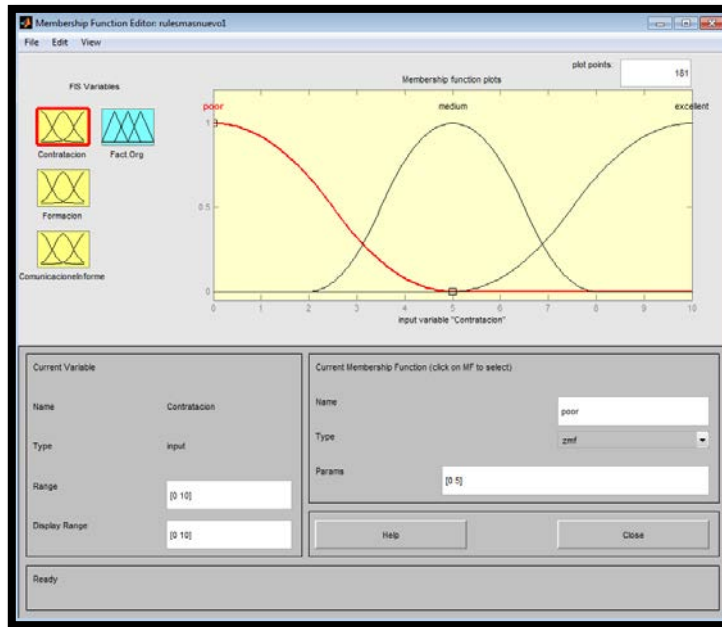 Membership Function Editor: rulesmasnuevo1
File Edit View
FIS Variables
Contratacion
Fact.Org
Formacion
ComunicacioneInforme
plot points:
181
Membership function plots
poor
medium
excellent
1
0.5
0
0 1 2 3 4 5 6 7 8 9 10
input variable "Contratacion"
Current Variable
Name Contratacion
Type input
Range [0 10]
Display Range [0 10]
Current Membership Function (click on MF to select)
Name poor
Type zmf
Params [0 5]
Help Close
Ready